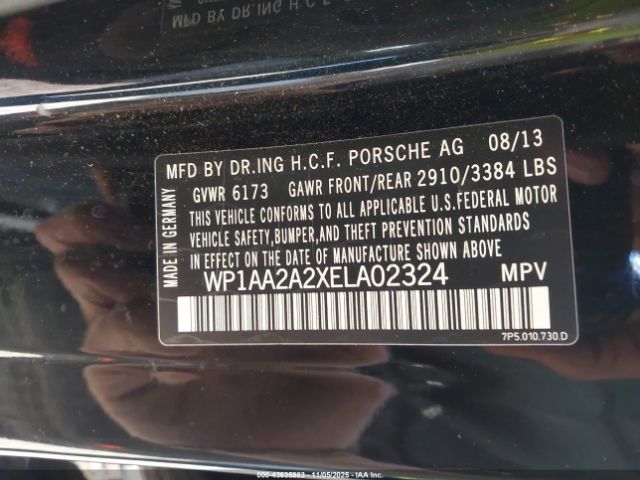 MFD BY DR.ING H.C.F. PORSCHE AG 08/13
GVWR 6173 GAWR FRONT/REAR 2910/3384 LBS
THIS VEHICLE CONFORMS TO ALL APPLICABLE U.S.FEDERAL MOTOR
VEHICLE SAFETY,BUMPER,AND THEFT PREVENTION STANDARDS
IN EFFECT ON THE DATE OF MANUFACTURE SHOWN ABOVE.
WP1AA2A2XELA02324 MPV
7P5.010.730.D
MADE IN GERMANY
STOCK# - 43635983 11/05/2025 IAA Inc.